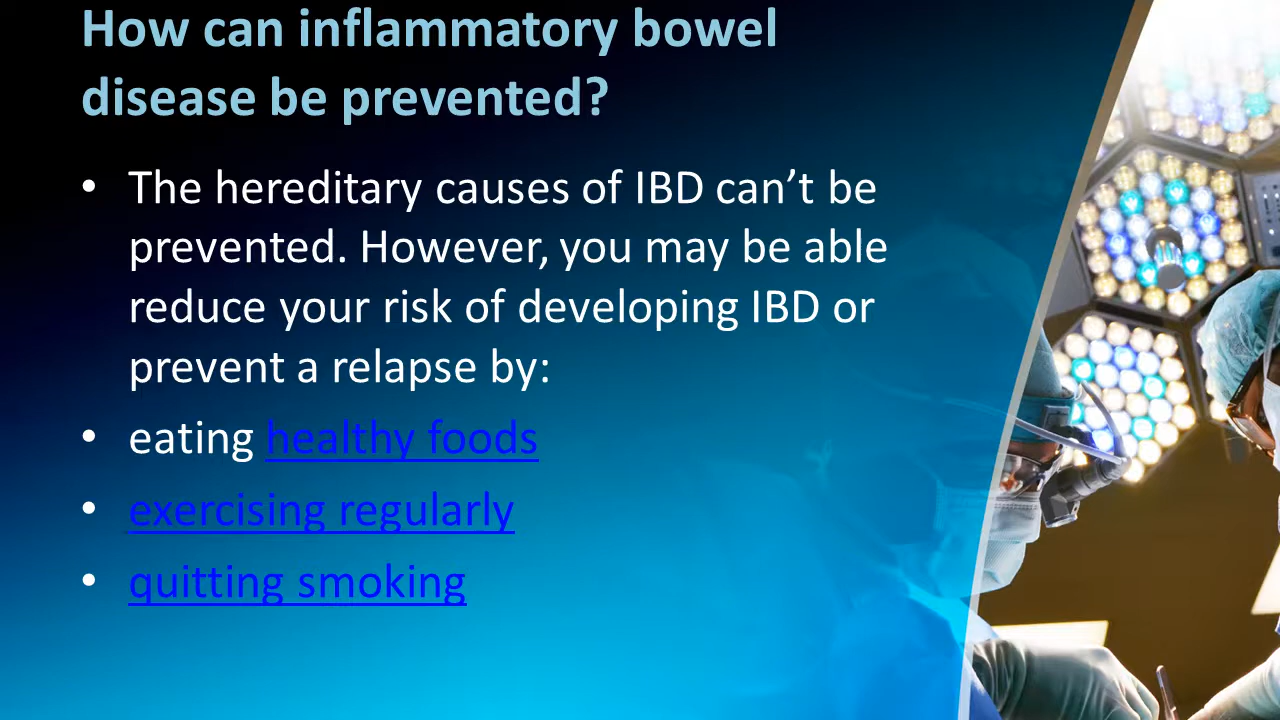 How can inflammatory bowel
disease be prevented?
• The hereditary causes of IBD can’t be
prevented. However, you may be able
reduce your risk of developing IBD or
prevent a relapse by:
• eating healthy foods
• exercising regularly
• quitting smoking